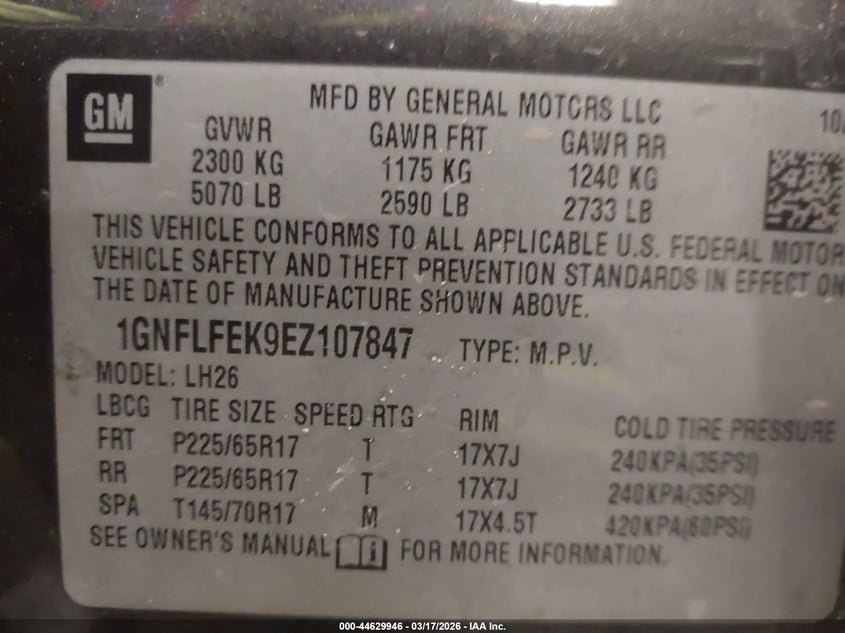 GM ®
MFD BY GENERAL MOTORS LLC
10
GVWR GAWR FRT GAWR RR
2300 KG 1175 KG 1240 KG
5070 LB 2590 LB 2733 LB
THIS VEHICLE CONFORMS TO ALL APPLICABLE U.S. FEDERAL MOTOR
VEHICLE SAFETY AND THEFT PREVENTION STANDARDS IN EFFECT ON
THE DATE OF MANUFACTURE SHOWN ABOVE.
1GNFLFEK9EZ107847 TYPE: M.P.V.
MODEL: LH26
LBCG TIRE SIZE SPEED RTG RIM COLD TIRE PRESSURE
FRT P225/65R17 T 17X7J 240KPA(35PSI)
RR P225/65R17 T 17X7J 240KPA(35PSI)
SPA T145/70R17 M 17X4.5T 420KPA(60PSI)
SEE OWNER'S MANUAL i FOR MORE INFORMATION.
000-44629946 - 03/17/2026 - IAA Inc.